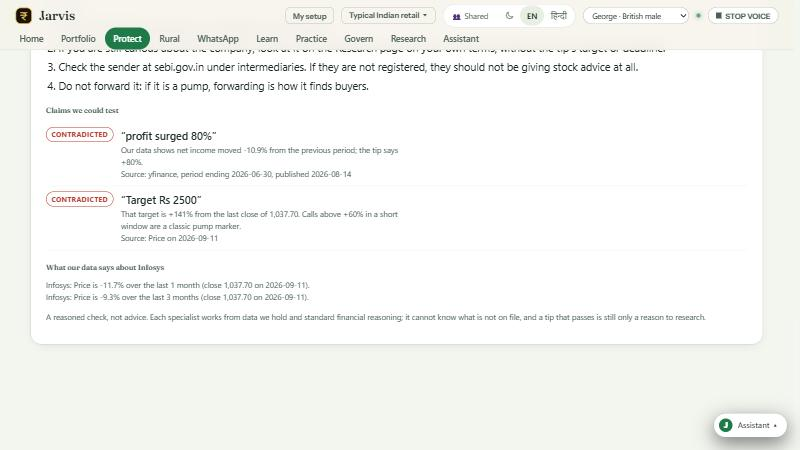 Jarvis
My setup
Typical Indian retail
Shared
EN
हिन्दी
George - British male
STOP VOICE
Home
Portfolio
Protect
Rural
WhatsApp
Learn
Practice
Govern
Research
Assistant
2. If you are still curious about the company, look at it on the Research page on your own terms, without the tip's target or deadline.
3. Check the sender at sebi.gov.in under intermediaries. If they are not registered, they should not be giving stock advice at all.
4. Do not forward it: if it is a pump, forwarding is how it finds buyers.
Claims we could test
CONTRADICTED
“profit surged 80%”
Our data shows net income moved -10.9% from the previous period; the tip says
+80%.
Source: yfinance, period ending 2026-06-30, published 2026-08-14
CONTRADICTED
“Target Rs 2500”
That target is +141% from the last close of 1,037.70. Calls above +60% in a short
window are a classic pump marker.
Source: Price on 2026-09-11
What our data says about Infosys
Infosys: Price is -11.7% over the last 1 month (close 1,037.70 on 2026-09-11).
Infosys: Price is -9.3% over the last 3 months (close 1,037.70 on 2026-09-11).
A reasoned check, not advice. Each specialist works from data we hold and standard financial reasoning; it cannot know what is not on file, and a tip that passes is still only a reason to research.
J
Assistant